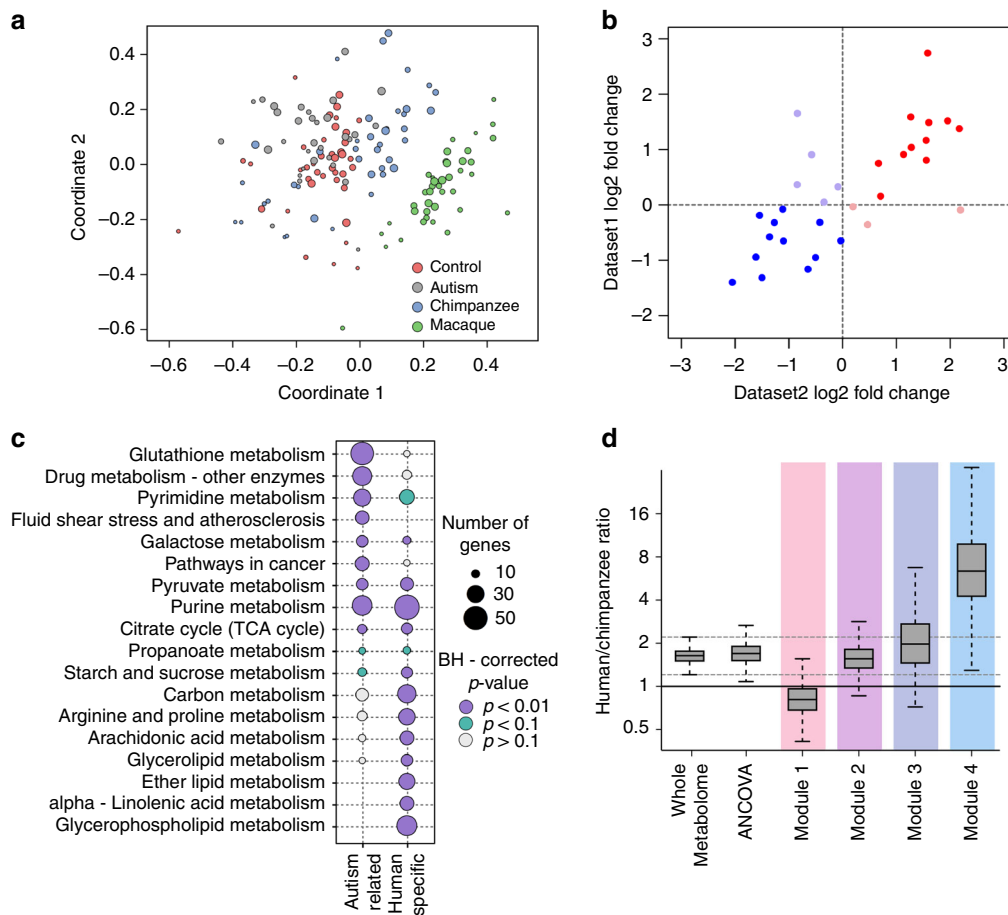 a
Coordinate 2
0.4
0.2
0.0
−0.2
−0.4
−0.6
−0.6
−0.4
−0.2
0.0
0.2
0.4
Coordinate 1
Control
Autism
Chimpanzee
Macaque
b
Dataset1 log2 fold change
3
2
1
0
−1
−2
−3
−2
−1
0
1
2
3
Dataset2 log2 fold change
c
Glutathione metabolism
Drug metabolism - other enzymes
Pyrimidine metabolism
Fluid shear stress and atherosclerosis
Galactose metabolism
Pathways in cancer
Pyruvate metabolism
Purine metabolism
Citrate cycle (TCA cycle)
Propanoate metabolism
Starch and sucrose metabolism
Carbon metabolism
Arginine and proline metabolism
Arachidonic acid metabolism
Glycerolipid metabolism
Ether lipid metabolism
alpha - Linolenic acid metabolism
Glycerophospholipid metabolism
Autism
related
Human
specific
Number of
genes
10
30
50
BH - corrected
p-value
p < 0.01
p < 0.1
p > 0.1
d
Human/chimpanzee ratio
16
8
4
2
1
0.5
Whole
Metabolome
ANCOVA
Module 1
Module 2
Module 3
Module 4